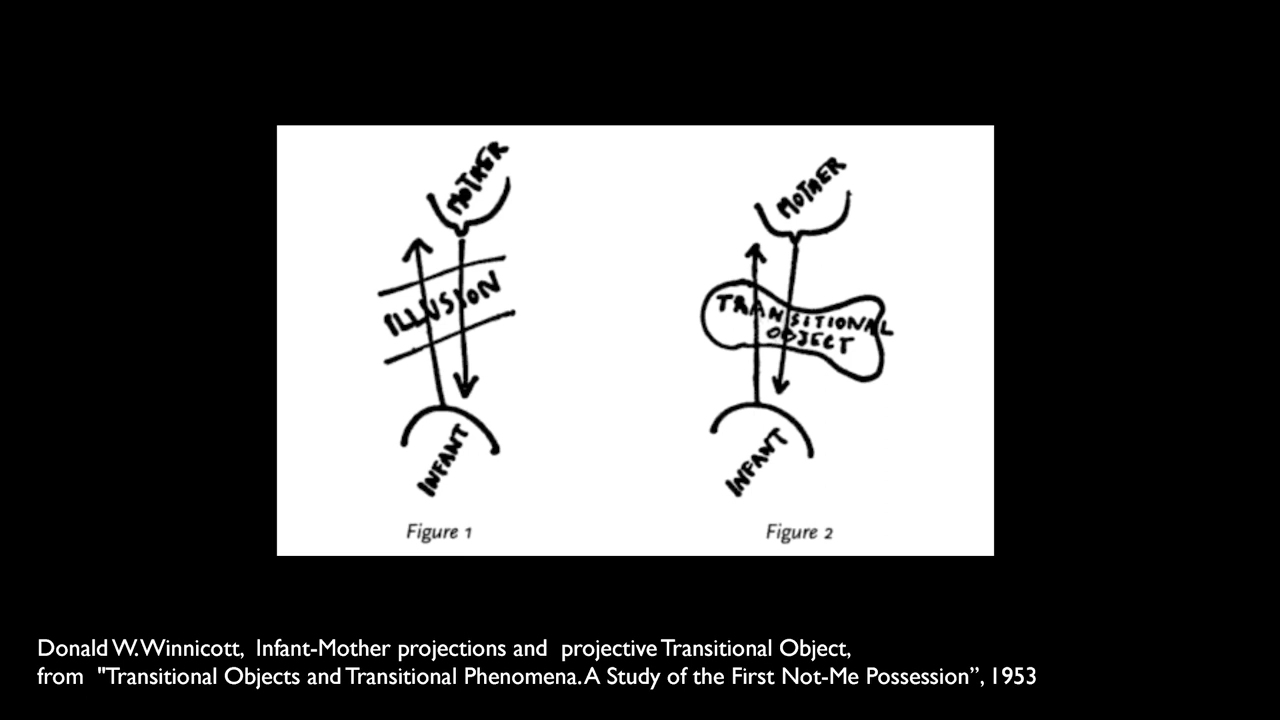 MOTHER
ILLUSION
INFANT
Figure 1
MOTHER
TRANSITIONAL
OBJECT
INFANT
Figure 2
Donald W. Winnicott, Infant-Mother projections and projective Transitional Object,
from "Transitional Objects and Transitional Phenomena. A Study of the First Not-Me Possession”, 1953